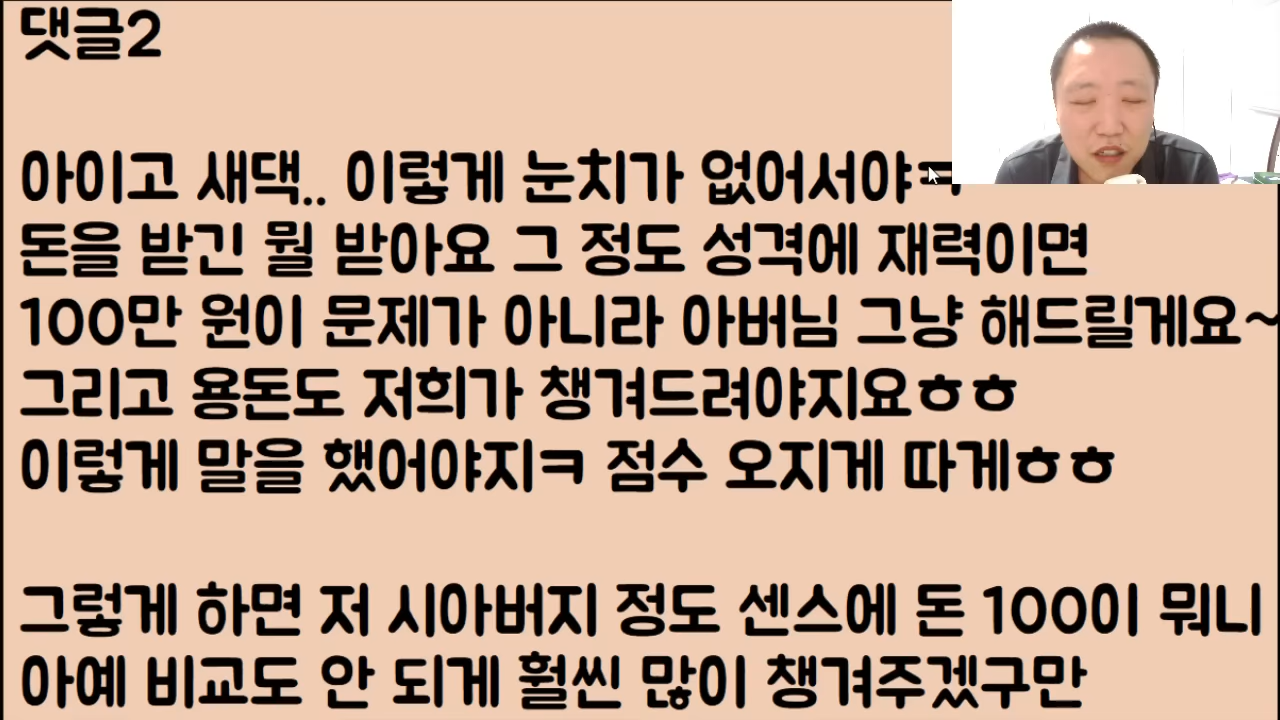 댓글2
아이고 새댁.. 이렇게 눈치가 없어서야ㅋ
돈을 받긴 뭘 받아요 그 정도 성격에 재력이면
100만 원이 문제가 아니라 아버님 그냥 해드릴게요~
그리고 용돈도 저희가 챙겨드려야지요ㅎㅎ
이렇게 말을 했어야지ㅋ 점수 오지게 따게ㅎㅎ
그렇게 하면 저 시아버지 정도 센스에 돈 100이 뭐니
아예 비교도 안 되게 훨씬 많이 챙겨주겠구만